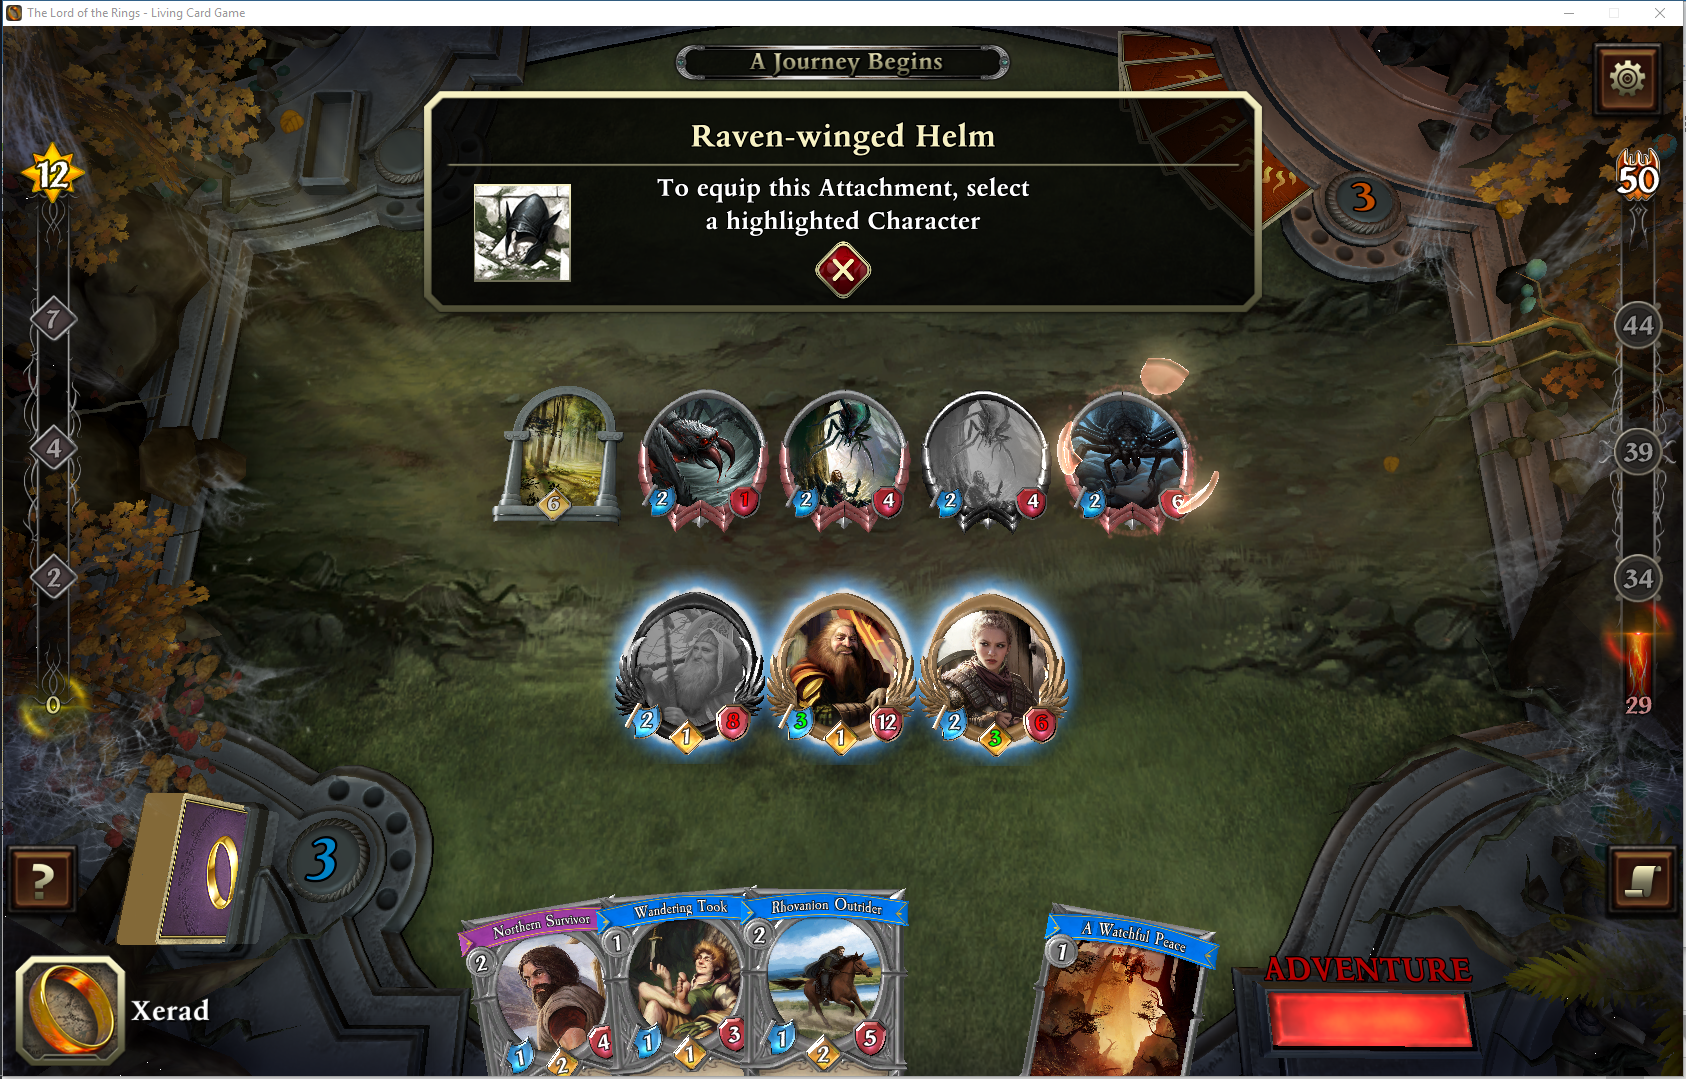 The Lord of the Rings - Living Card Game
A Journey Begins
Raven-winged Helm
To equip this Attachment, select
a highlighted Character
12
50
3
7
44
4
39
2
34
0
29
6
2 1
2 4
2 4
2 6
2 1 8
3 1 12
2 3 6
3
?
Northern Survivor
2
1 2 4
Wandering Took
1
1 1 3
Rhovanion Outrider
2
1 2 5
A Watchful Peace
1
ADVENTURE
Xerad